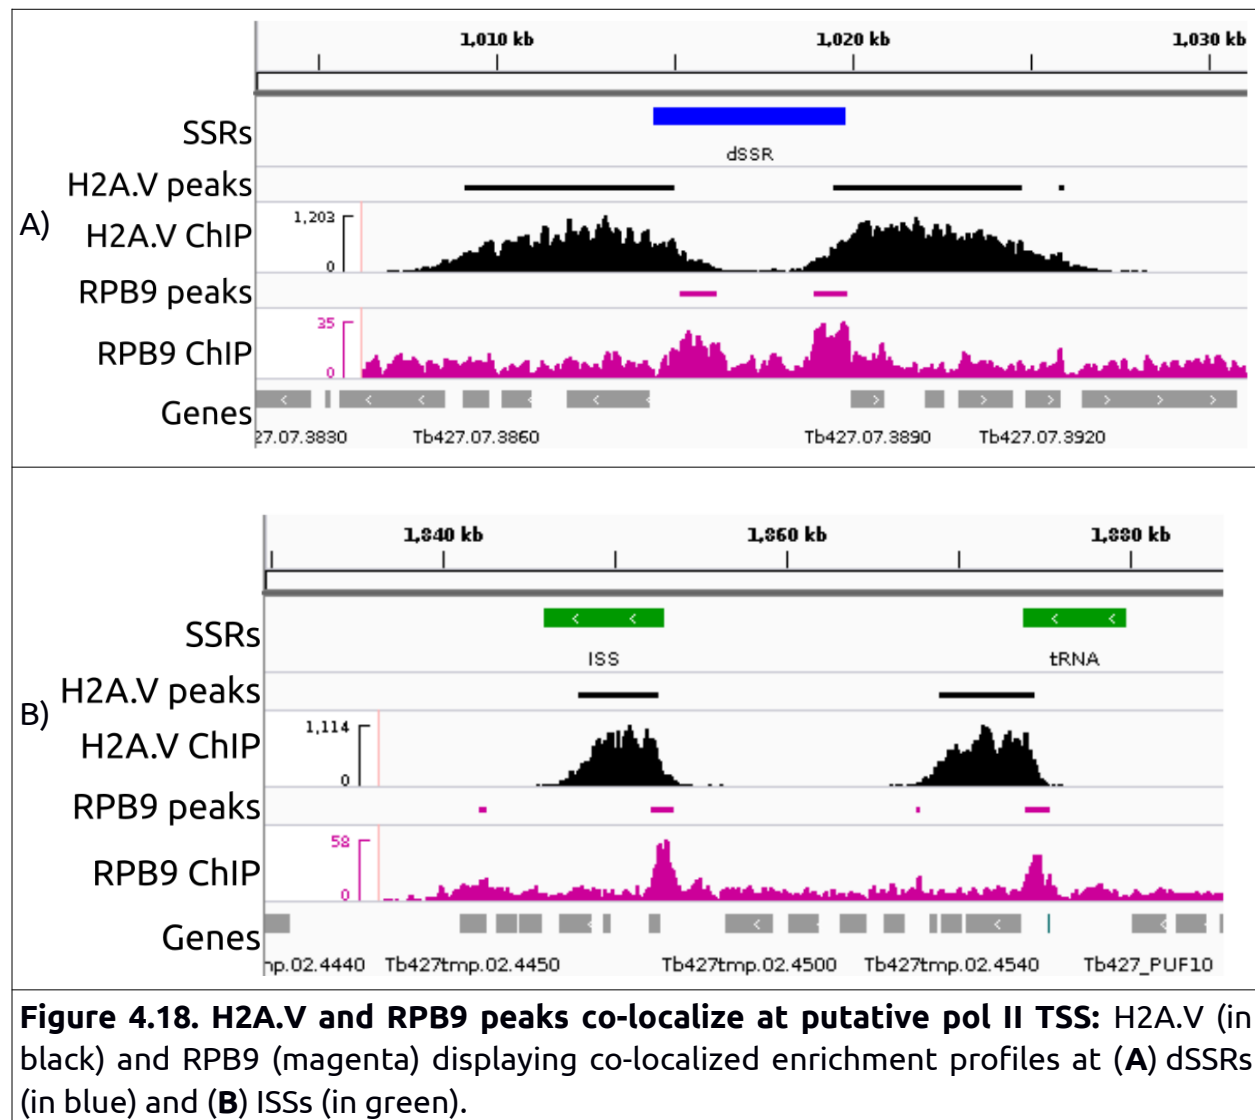 1,010 kb 1,020 kb 1,030 kb
SSRs
dSSR
H2A.V peaks
A)
H2A.V ChIP
1,203
0
RPB9 peaks
RPB9 ChIP
35
0
Genes
27.07.3830 Tb427.07.3860 Tb427.07.3890 Tb427.07.3920
1,840 kb 1,860 kb 1,880 kb
SSRs
ISS tRNA
H2A.V peaks
B)
H2A.V ChIP
1,114
0
RPB9 peaks
RPB9 ChIP
58
0
Genes
np.02.4440 Tb427tmp.02.4450 Tb427tmp.02.4500 Tb427tmp.02.4540 Tb427_PUF10
Figure 4.18. H2A.V and RPB9 peaks co-localize at putative pol II TSS: H2A.V (in
black) and RPB9 (magenta) displaying co-localized enrichment profiles at (A) dSSRs
(in blue) and (B) ISSs (in green).